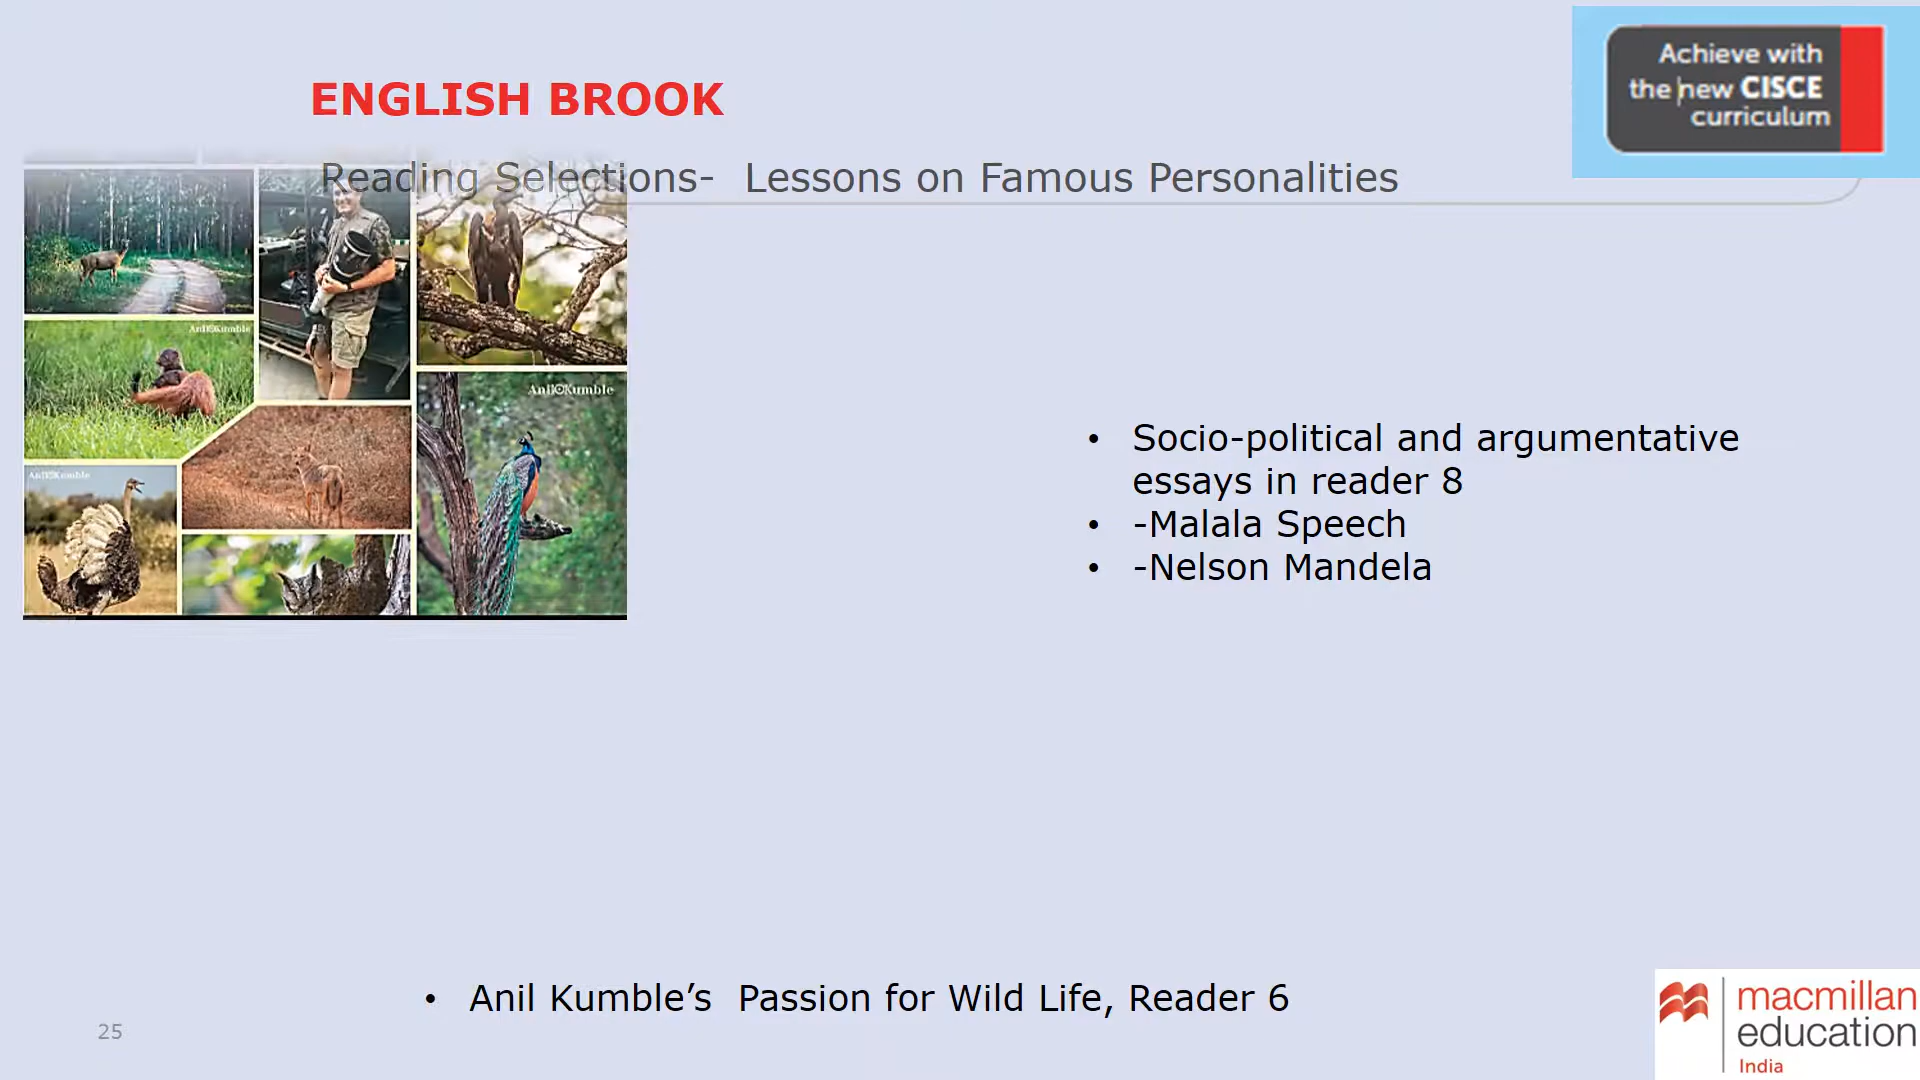 Achieve with
the new CISCE
curriculum
ENGLISH BROOK
Reading Selections-  Lessons on Famous Personalities
Anil Kumble
Anil Kumble
Anil Kumble
• Socio-political and argumentative
essays in reader 8
• -Malala Speech
• -Nelson Mandela
• Anil Kumble’s  Passion for Wild Life, Reader 6
25
macmillan
education
India